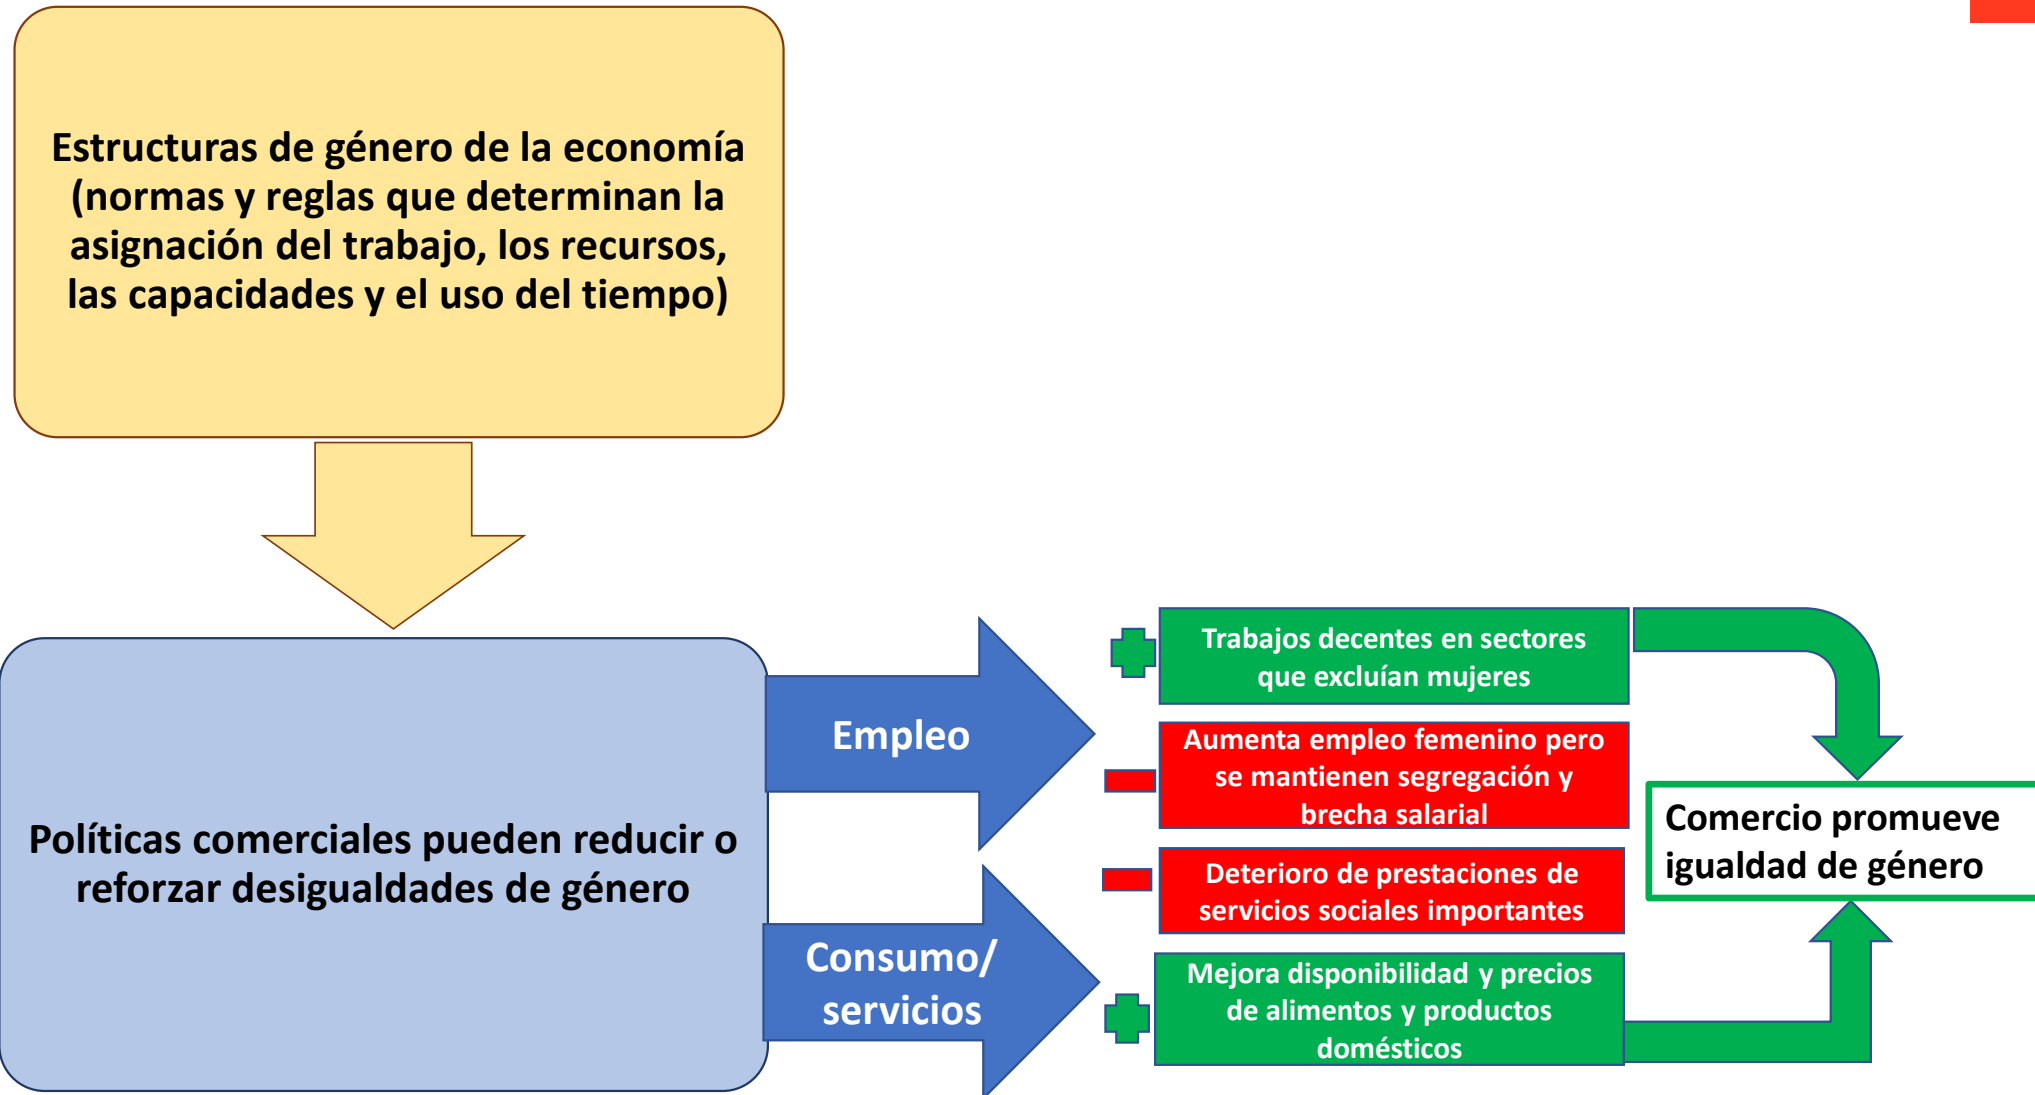 Estructuras de género de la economía
(normas y reglas que determinan la
asignación del trabajo, los recursos,
las capacidades y el uso del tiempo)
Políticas comerciales pueden reducir o
reforzar desigualdades de género
Empleo
Consumo/
servicios
Trabajos decentes en sectores
que excluían mujeres
Aumenta empleo femenino pero
se mantienen segregación y
brecha salarial
Deterioro de prestaciones de
servicios sociales importantes
Mejora disponibilidad y precios
de alimentos y productos
domésticos
Comercio promueve
igualdad de género